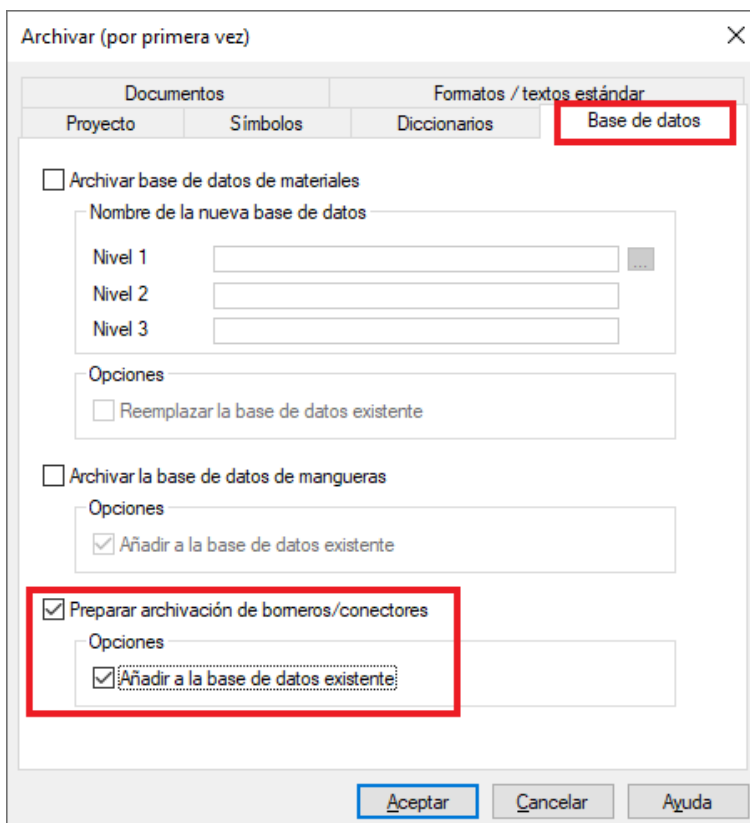 Archivar (por primera vez)
Documentos
Formatos / textos estándar
Proyecto
Símbolos
Diccionarios
Base de datos
Archivar base de datos de materiales
Nombre de la nueva base de datos
Nivel 1
...
Nivel 2
Nivel 3
Opciones
Reemplazar la base de datos existente
Archivar la base de datos de mangueras
Opciones
Añadir a la base de datos existente
Preparar archivación de borneros/conectores
Opciones
Añadir a la base de datos existente
Aceptar
Cancelar
Ayuda